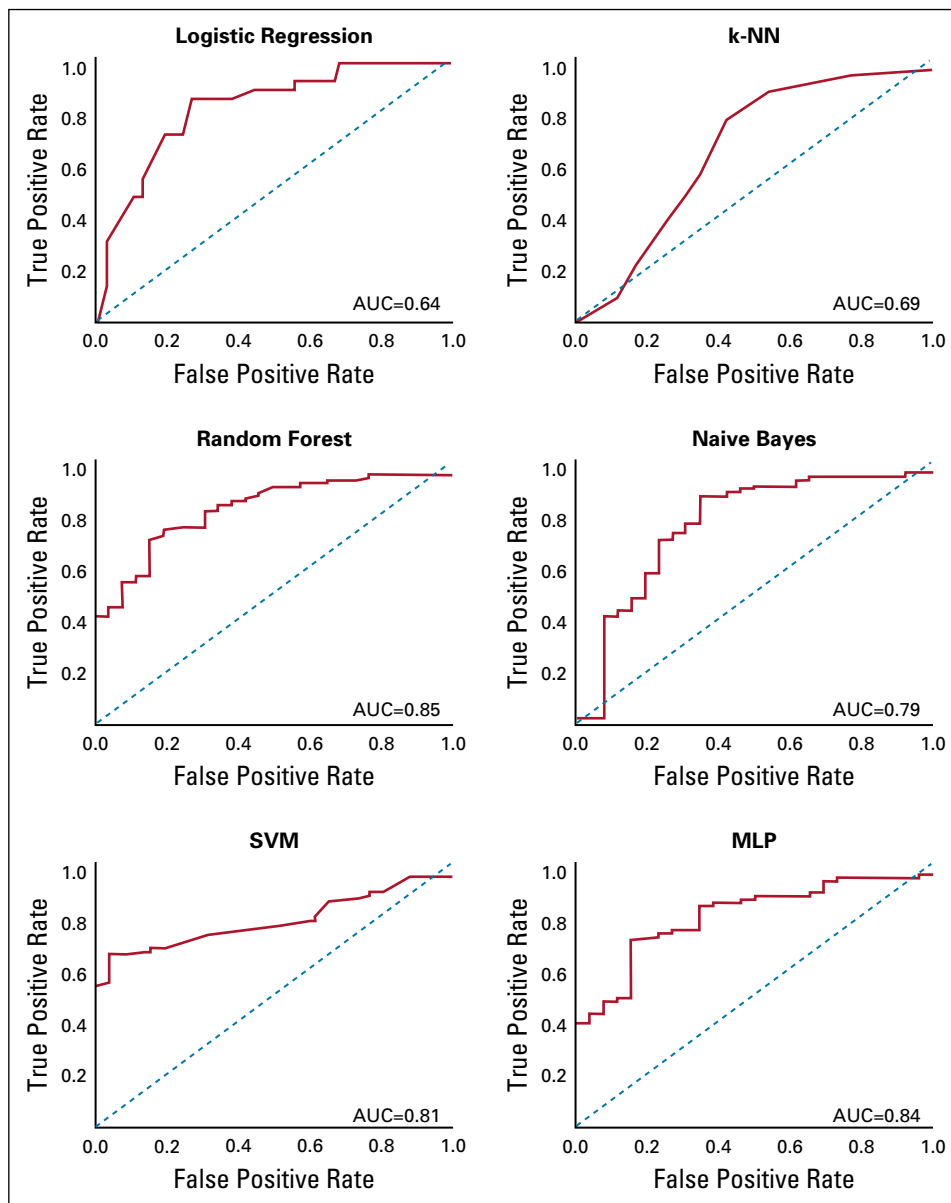 Logistic Regression
True Positive Rate
1.0
0.8
0.6
0.4
0.2
AUC=0.64
0.0 0.2 0.4 0.6 0.8 1.0
False Positive Rate
k-NN
True Positive Rate
1.0
0.8
0.6
0.4
0.2
AUC=0.69
0.0 0.2 0.4 0.6 0.8 1.0
False Positive Rate
Random Forest
True Positive Rate
1.0
0.8
0.6
0.4
0.2
AUC=0.85
0.0 0.2 0.4 0.6 0.8 1.0
False Positive Rate
Naive Bayes
True Positive Rate
1.0
0.8
0.6
0.4
0.2
AUC=0.79
0.0 0.2 0.4 0.6 0.8 1.0
False Positive Rate
SVM
True Positive Rate
1.0
0.8
0.6
0.4
0.2
AUC=0.81
0.0 0.2 0.4 0.6 0.8 1.0
False Positive Rate
MLP
True Positive Rate
1.0
0.8
0.6
0.4
0.2
AUC=0.84
0.0 0.2 0.4 0.6 0.8 1.0
False Positive Rate